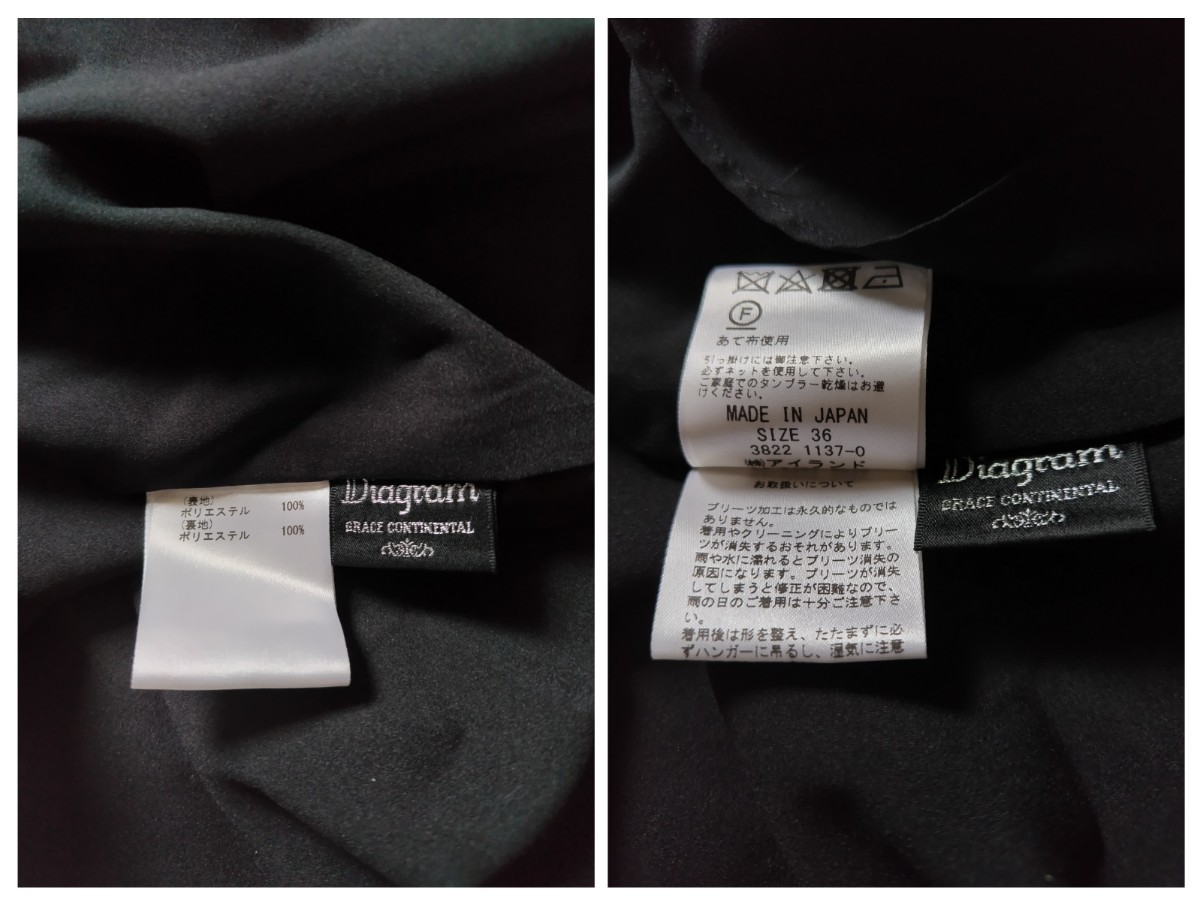 (表地)
ポリエステル 100%
(裏地)
ポリエステル 100%
Diagram
GRACE CONTINENTAL
F
あて布使用
引っ掛けには御注意下さい。
必ずネットを使用して下さい。
ご家庭でのタンブラー乾燥はお避
けください。
MADE IN JAPAN
SIZE 36
3822 1137-0
㈱アイランド
お取扱いについて
プリーツ加工は永久的なものでは
ありません。
着用やクリーニングによりプリー
ツが消失するおそれがあります。
雨や水に濡れるとプリーツ消失の
原因になります。プリーツが消失
してしまうと修正が困難なので、
雨の日のご着用は十分ご注意下さ
い。
着用後は形を整え、たたまずに必
ずハンガーに吊るし、湿気に注意
Diagram
GRACE CONTINENTAL